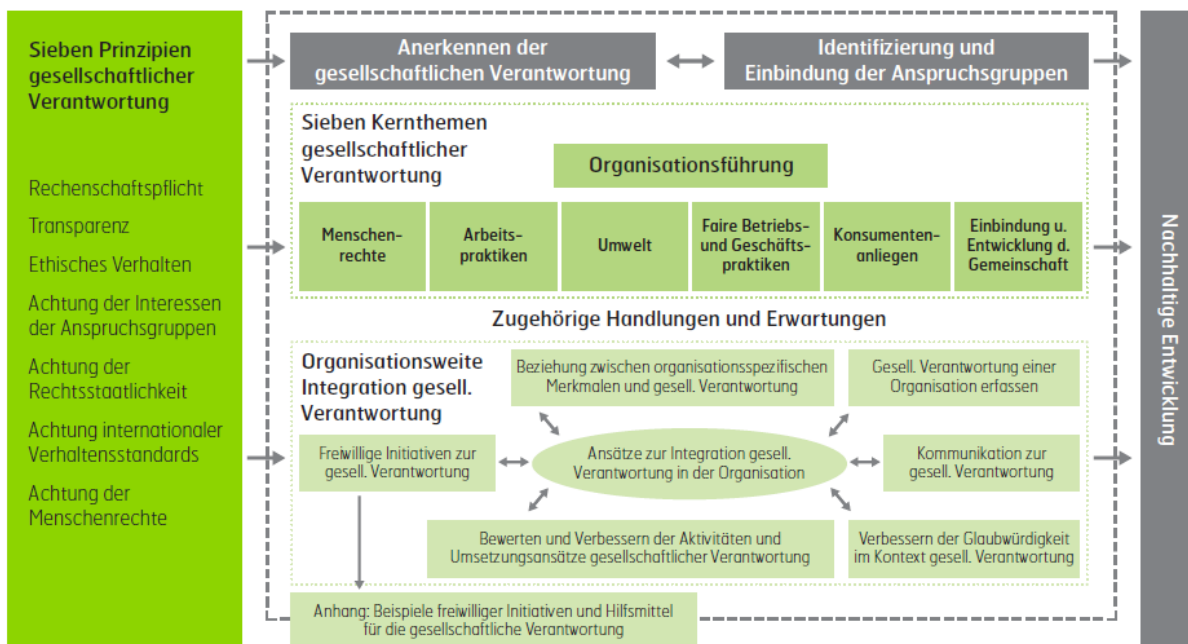 Sieben Prinzipien
gesellschaftlicher
Verantwortung
Rechenschaftspflicht
Transparenz
Ethisches Verhalten
Achtung der Interessen
der Anspruchsgruppen
Achtung der
Rechtsstaatlichkeit
Achtung internationaler
Verhaltensstandards
Achtung der
Menschenrechte
Anerkennen der
gesellschaftlichen Verantwortung
Identifizierung und
Einbindung der Anspruchsgruppen
Sieben Kernthemen
gesellschaftlicher
Verantwortung
Organisationsführung
Menschen-
rechte
Arbeits-
praktiken
Umwelt
Faire Betriebs-
und Geschäfts-
praktiken
Konsumenten-
anliegen
Einbindung u.
Entwicklung d.
Gemeinschaft
Zugehörige Handlungen und Erwartungen
Organisationsweite
Integration gesell.
Verantwortung
Beziehung zwischen organisationsspezifischen
Merkmalen und gesell. Verantwortung
Gesell. Verantwortung einer
Organisation erfassen
Freiwillige Initiativen zur
gesell. Verantwortung
Ansätze zur Integration gesell.
Verantwortung in der Organisation
Kommunikation zur
gesell. Verantwortung
Bewerten und Verbessern der Aktivitäten und
Umsetzungsansätze gesellschaftlicher Verantwortung
Verbessern der Glaubwürdigkeit
im Kontext gesell. Verantwortung
Anhang: Beispiele freiwilliger Initiativen und Hilfsmittel
für die gesellschaftliche Verantwortung
Nachhaltige Entwicklung